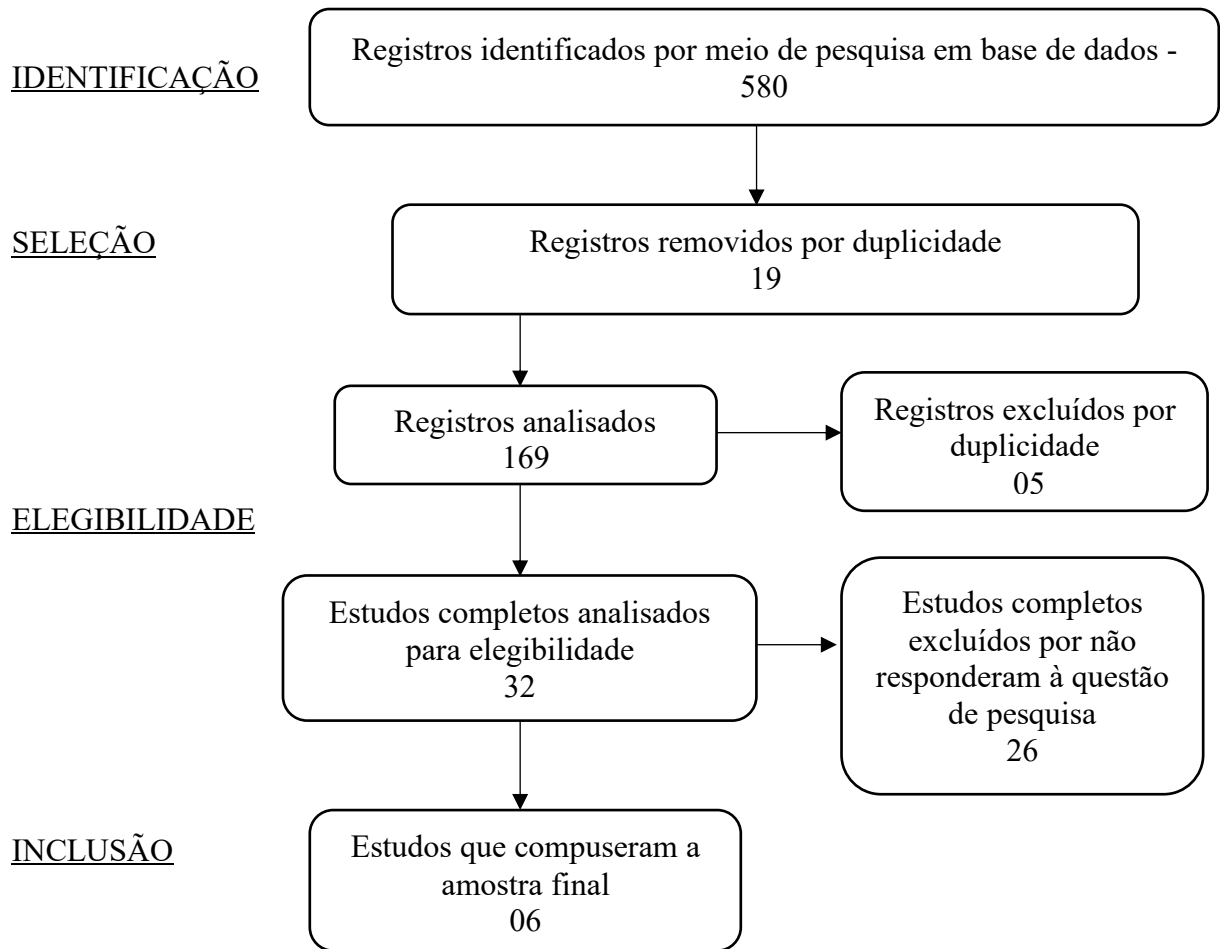 IDENTIFICAÇÃO
Registros identificados por meio de pesquisa em base de dados -
580
SELEÇÃO
Registros removidos por duplicidade
19
Registros analisados
169
Registros excluídos por
duplicidade
05
ELEGIBILIDADE
Estudos completos analisados
para elegibilidade
32
Estudos completos
excluídos por não
responderam à questão
de pesquisa
26
INCLUSÃO
Estudos que compuseram a
amostra final
06